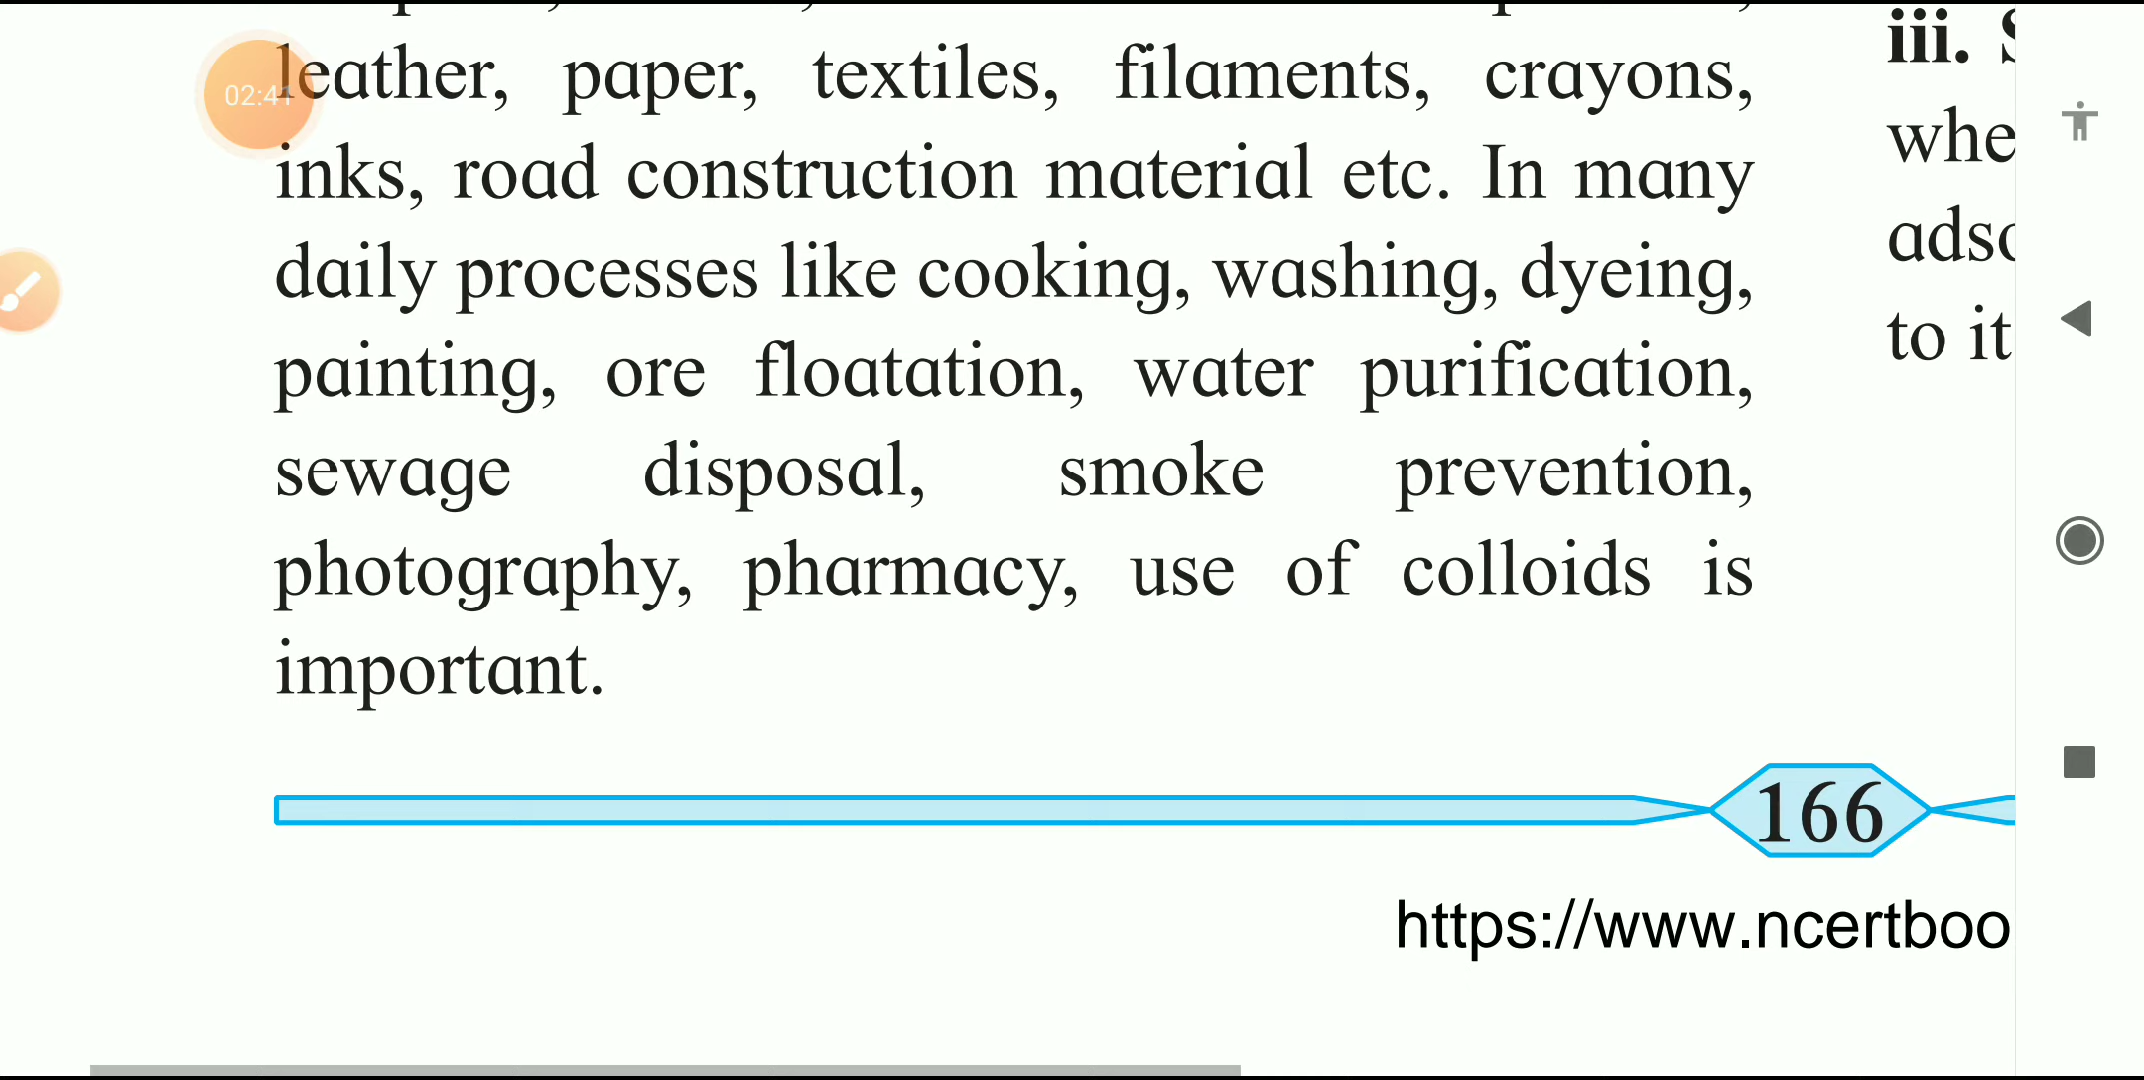 leather, paper, textiles, filaments, crayons,
inks, road construction material etc. In many
daily processes like cooking, washing, dyeing,
painting, ore floatation, water purification,
sewage disposal, smoke prevention,
photography, pharmacy, use of colloids is
important.
iii.
to it
166
https://www.ncertboo
02:41